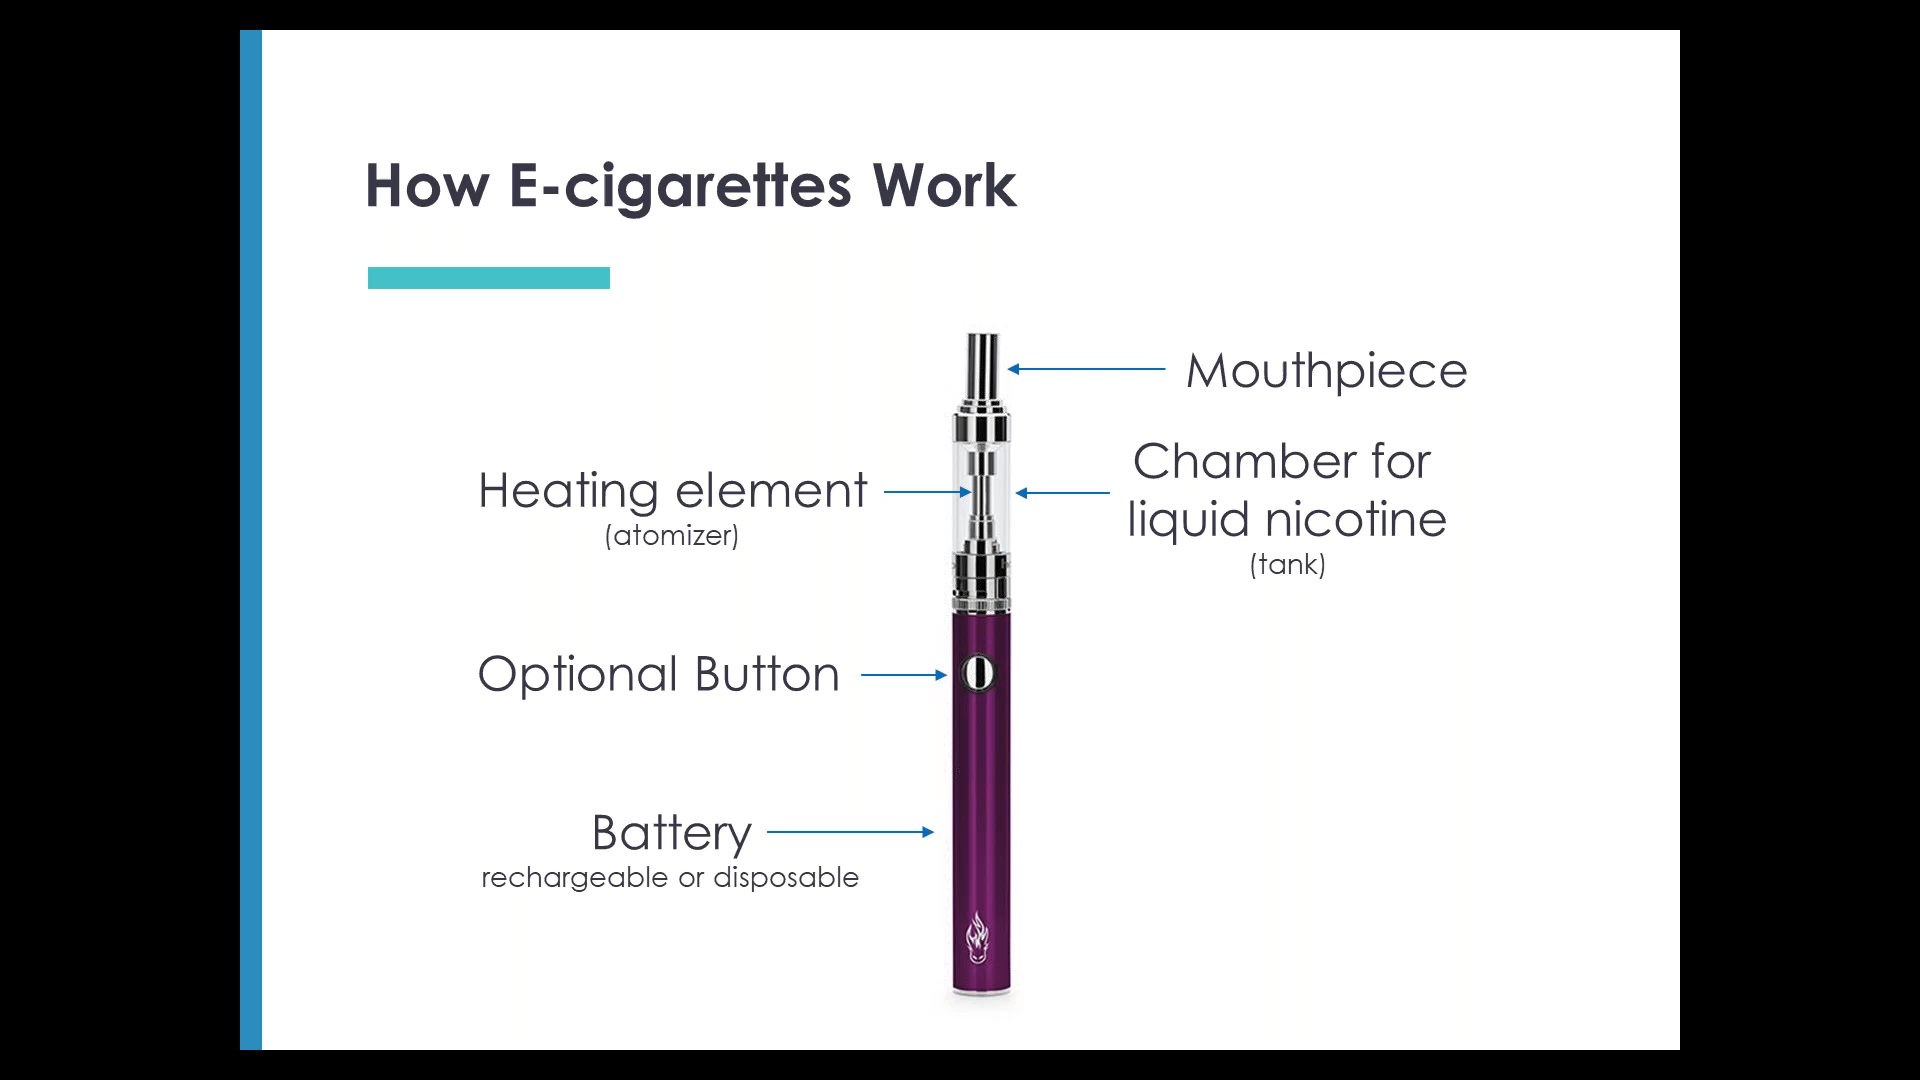 How E-cigarettes Work
Mouthpiece
Heating element
(atomizer)
Chamber for
liquid nicotine
(tank)
Optional Button
Battery
rechargeable or disposable